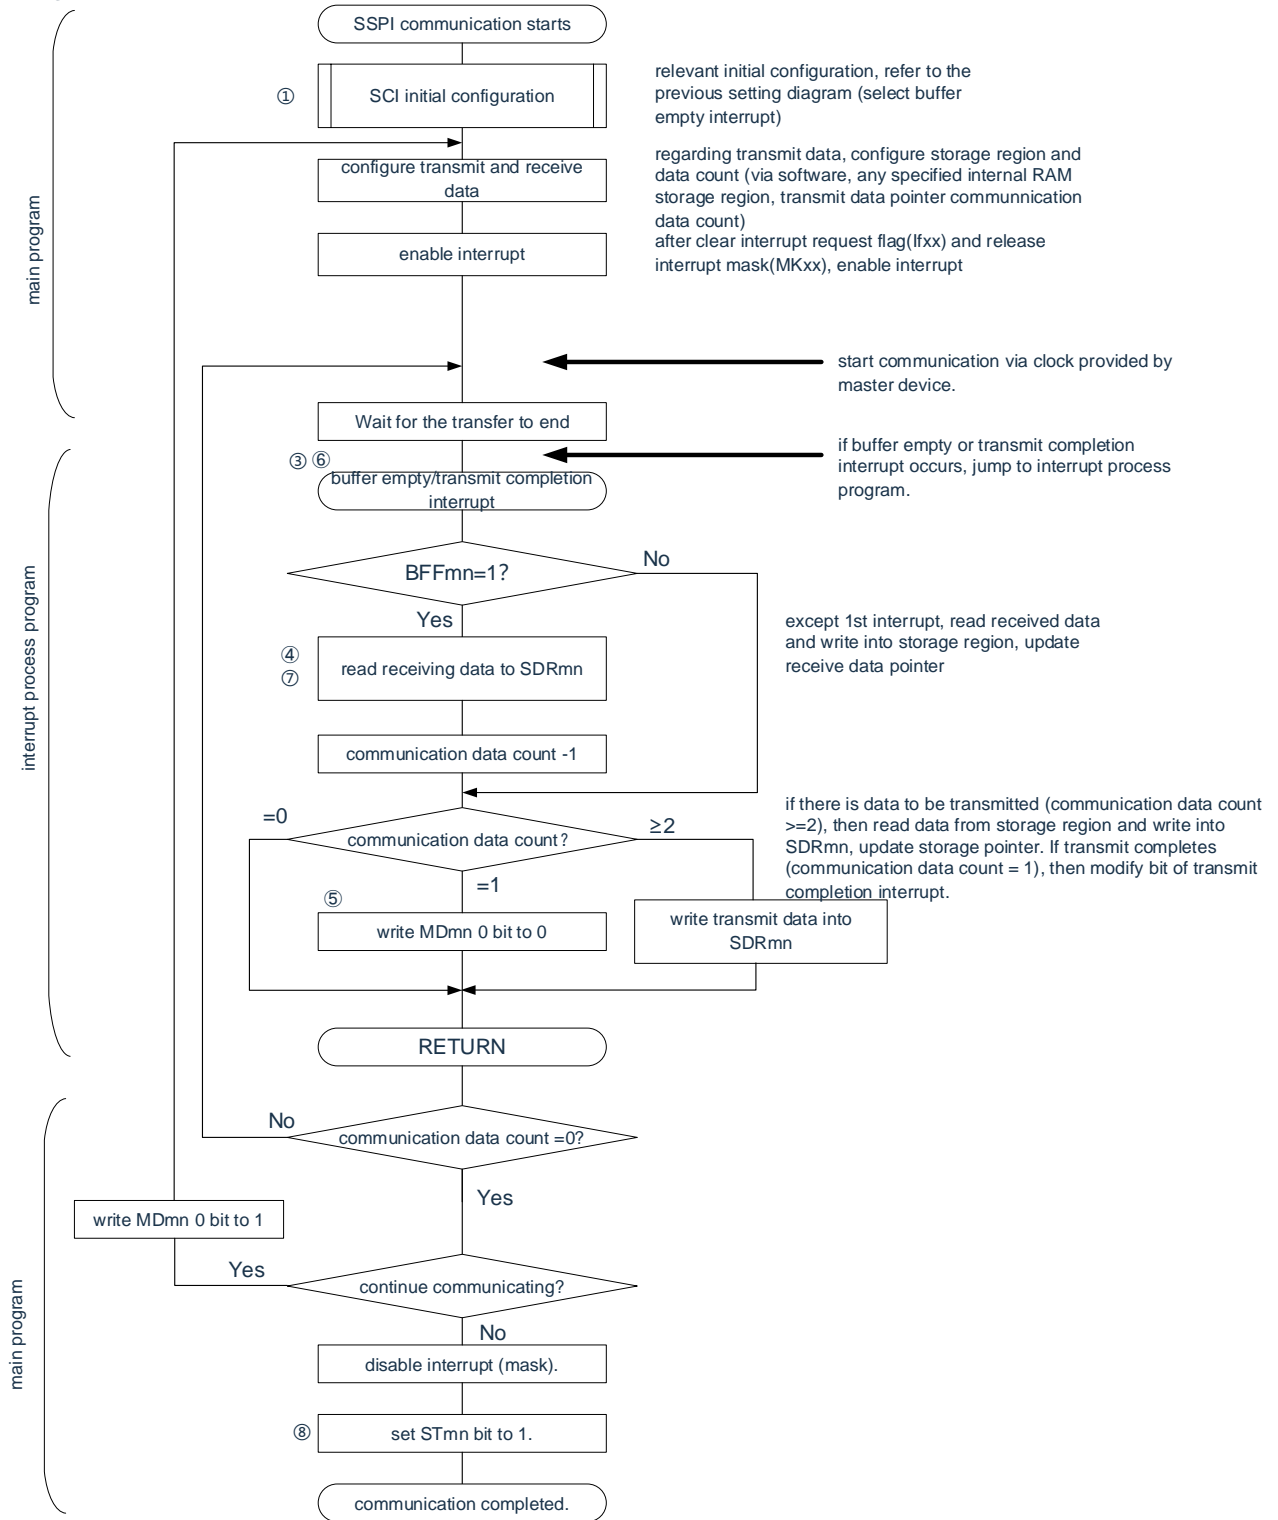 SSPI communication starts
①
SCI initial configuration
relevant initial configuration, refer to the
previous setting diagram (select buffer
empty interrupt)
configure transmit and receive
data
regarding transmit data, configure storage region and
data count (via software, any specified internal RAM
storage region, transmit data pointer communnication
data count)
enable interrupt
after clear interrupt request flag(Ifxx) and release
interrupt mask(MKxx), enable interrupt
main program
start communication via clock provided by
master device.
Wait for the transfer to end
if buffer empty or transmit completion
interrupt occurs, jump to interrupt process
program.
③ ⑥
buffer empty/transmit completion
interrupt
BFFmn=1?
No
Yes
except 1st interrupt, read received data
and write into storage region, update
receive data pointer
④
⑦
read receiving data to SDRmn
communication data count -1
interrupt process program
=0
communication data count?
≥2
=1
if there is data to be transmitted (communication data count
>=2), then read data from storage region and write into
SDRmn, update storage pointer. If transmit completes
(communication data count = 1), then modify bit of transmit
completion interrupt.
⑤
write MDmn 0 bit to 0
write transmit data into
SDRmn
RETURN
No
communication data count =0?
Yes
write MDmn 0 bit to 1
Yes
continue communicating?
No
main program
disable interrupt (mask).
⑧
set STmn bit to 1.
communication completed.